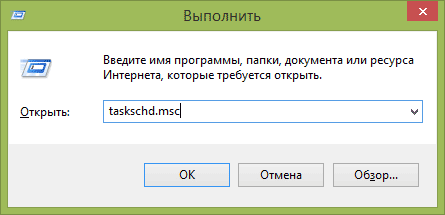 Выполнить
Введите имя программы, папки, документа или ресурса
Интернета, которые требуется открыть.
Открыть: taskschd.msc
ОК Отмена Обзор...